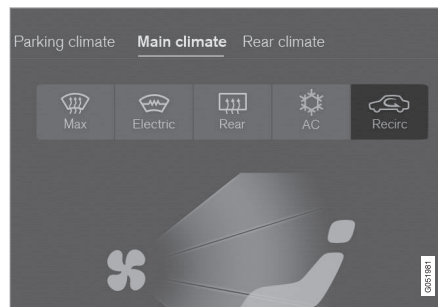 Parking climate Main climate Rear climate
Max Electric Rear AC Recirc
G051981